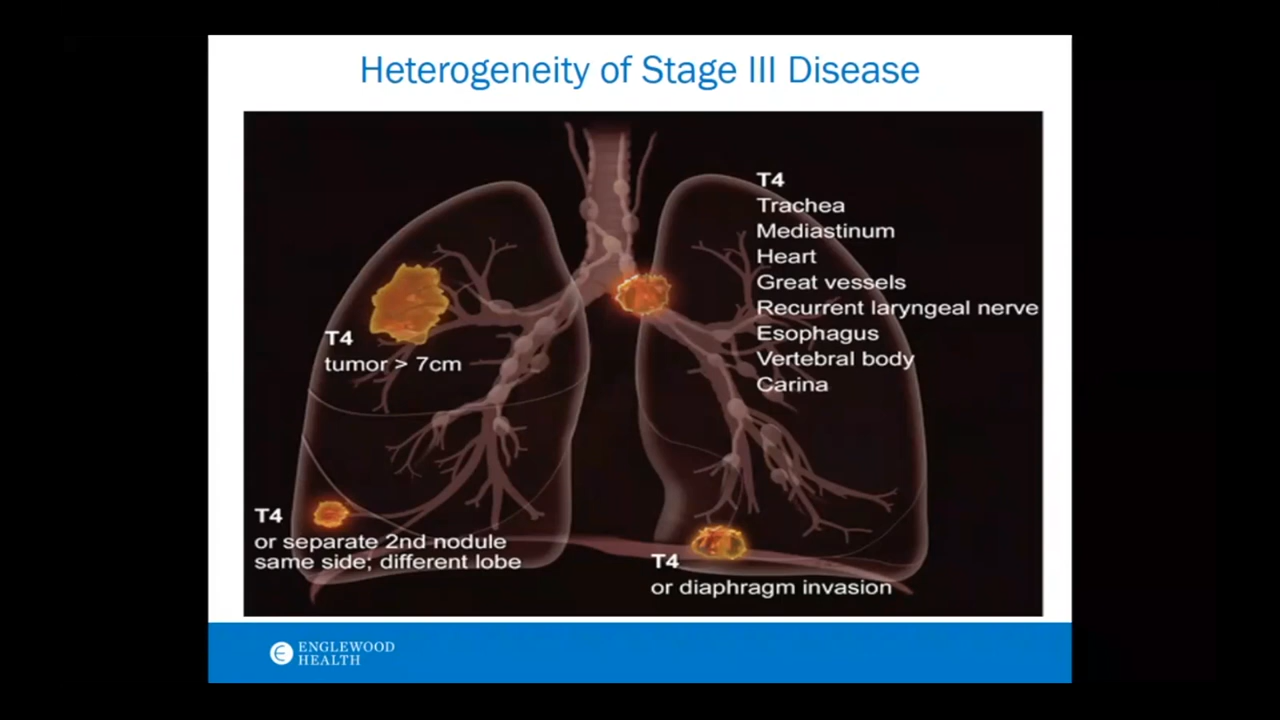 Heterogeneity of Stage III Disease
T4
Trachea
Mediastinum
Heart
Great vessels
Recurrent laryngeal nerve
Esophagus
Vertebral body
Carina
T4
tumor > 7cm
T4
or separate 2nd nodule
same side; different lobe
T4
or diaphragm invasion
ENGLEWOOD
HEALTH